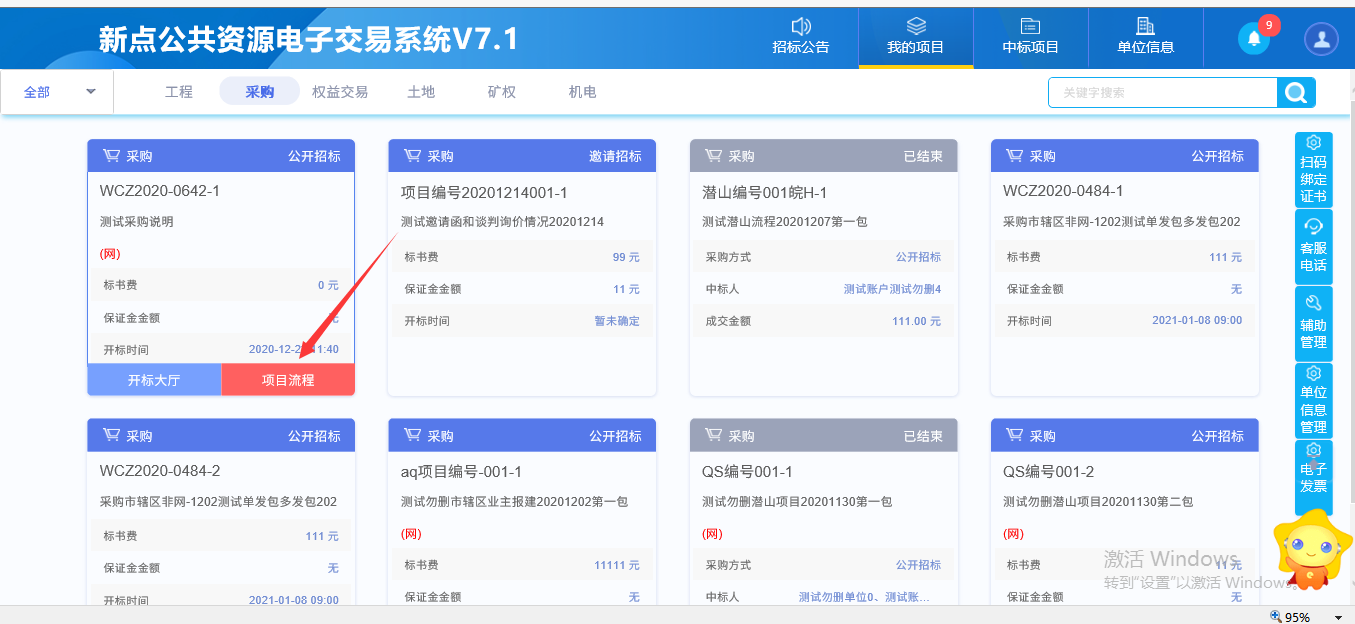 新点公共资源电子交易系统V7.1
招标公告
我的项目
中标项目
单位信息
9
全部
工程
采购
权益交易
土地
矿权
机电
关键字搜索
采购 公开招标
WCZ2020-0642-1
测试采购说明
(网)
标书费 0 元
保证金金额
开标时间 2020-12-2 11:40
开标大厅
项目流程
采购 邀请招标
项目编号20201214001-1
测试邀请函和谈判询价情况20201214
标书费 99 元
保证金金额 11 元
开标时间 暂未确定
采购 已结束
潜山编号001皖H-1
测试潜山流程20201207第一包
采购方式 公开招标
中标人 测试账户测试勿删4
成交金额 111.00 元
采购 公开招标
WCZ2020-0484-1
采购市辖区非网-1202测试单发包多发包202
标书费 111 元
保证金金额 无
开标时间 2021-01-08 09:00
采购 公开招标
WCZ2020-0484-2
采购市辖区非网-1202测试单发包多发包202
标书费 111 元
保证金金额 无
开标时间 2021-01-08 09:00
采购 公开招标
aq项目编号-001-1
测试勿删市辖区业主报建20201202第一包
(网)
标书费 11111 元
保证金金额 无
采购 已结束
QS编号001-1
测试勿删潜山项目20201130第一包
(网)
采购方式 公开招标
中标人 测试勿删单位0、测试账...
采购 公开招标
QS编号001-2
测试勿删潜山项目20201130第二包
(网)
标书费 11 元
保证金金额 无
扫码
绑定
证书
客服
电话
辅助
管理
单位
信息
管理
电子
发票
激活 Windows
转到"设置"以激活 Windows。
95%